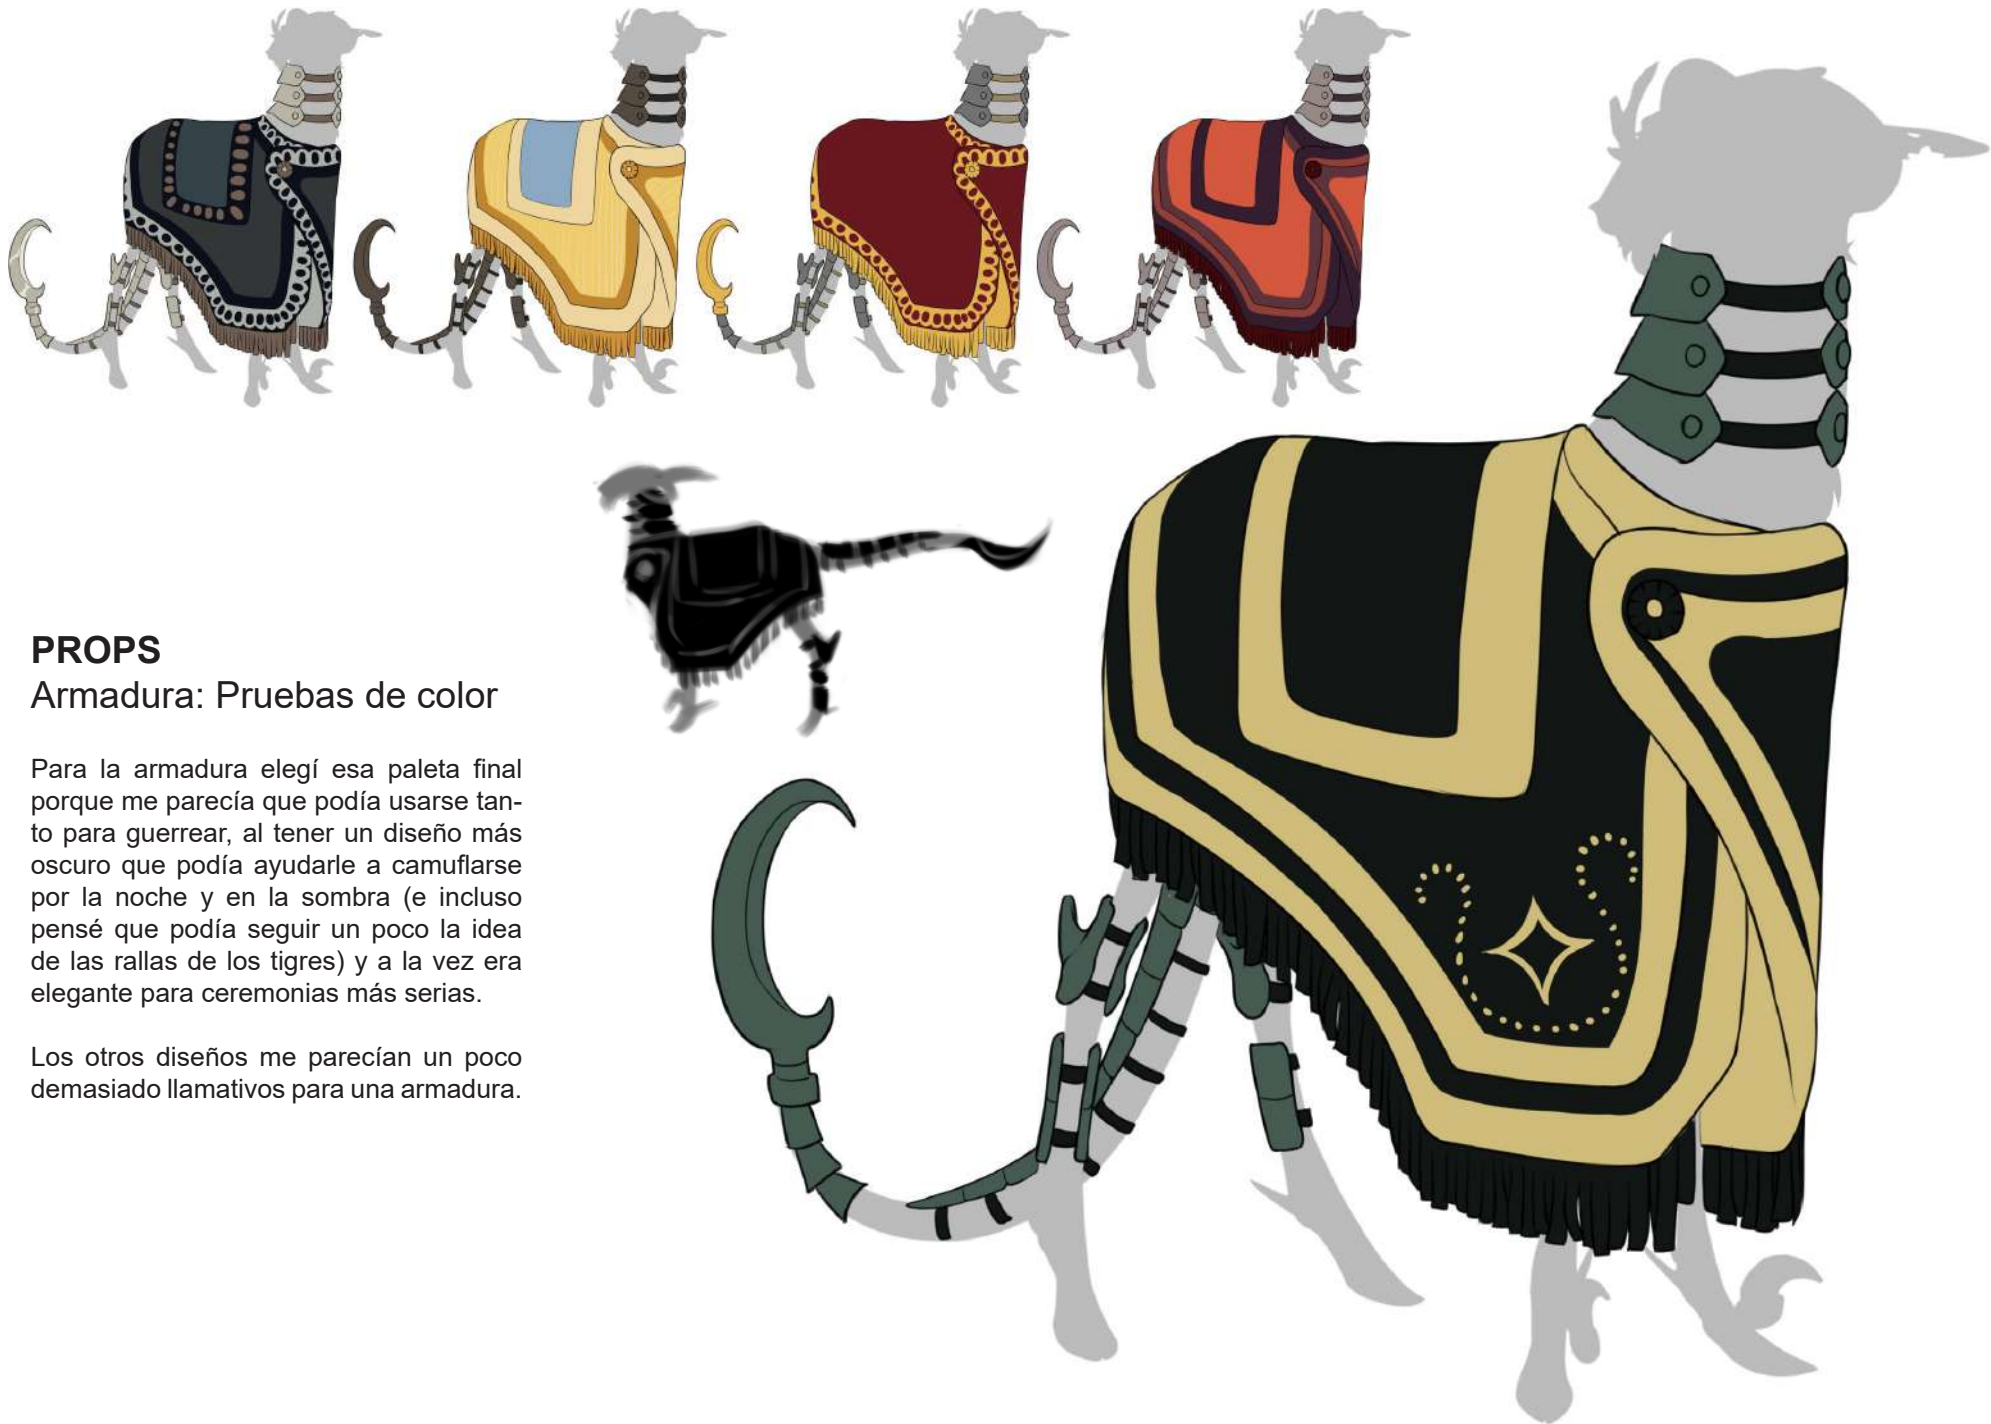 PROPS
Armadura: Pruebas de color
Para la armadura elegí esa paleta final
porque me parecía que podía usarse tan-
to para guerrear, al tener un diseño más
oscuro que podía ayudarle a camuflarse
por la noche y en la sombra (e incluso
pensé que podía seguir un poco la idea
de las rallas de los tigres) y a la vez era
elegante para ceremonias más serias.
Los otros diseños me parecían un poco
demasiado llamativos para una armadura.